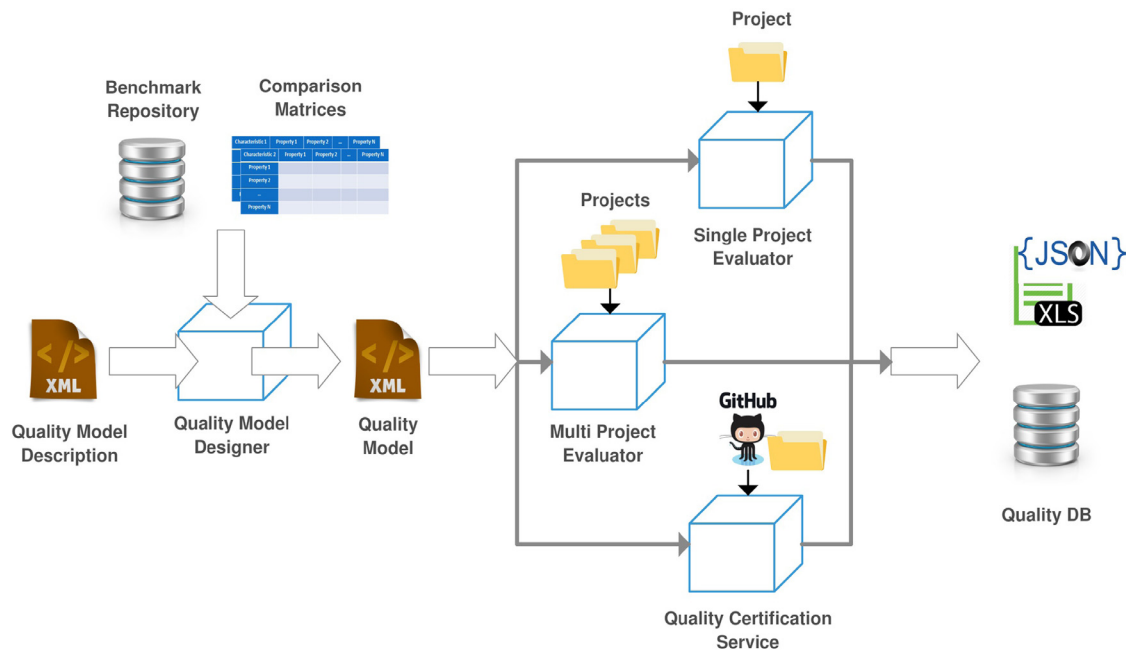 Project
Benchmark
Repository
Comparison
Matrices
Characteristic 1 Property 1 Property 2 ... Property N
Characteristic 2 Property 1 Property 2 ... Property N
Property 1
Property 2
...
Property N
Projects
Single Project
Evaluator
{JSON}
XLS
</>
XML
</>
XML
Quality Model
Description
Quality Model
Designer
Quality
Model
GitHub
Multi Project
Evaluator
Quality DB
Quality Certification
Service